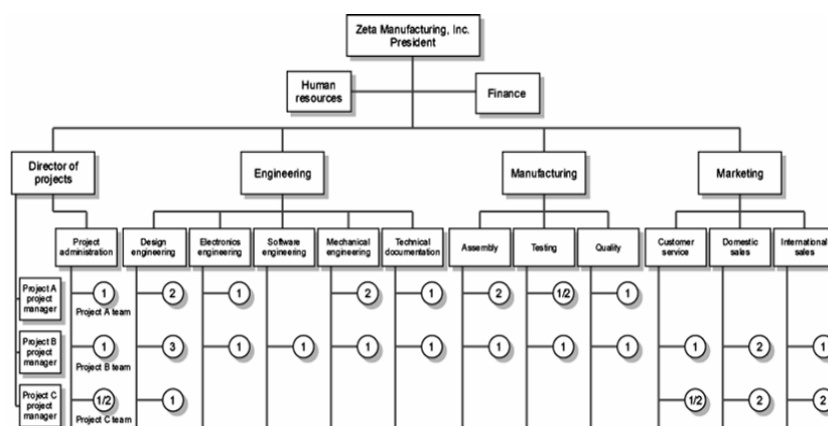 Zeta Manufacturing, Inc.
President
Human
resources
Finance
Director of
projects
Engineering
Manufacturing
Marketing
Project
administration
Design
engineering
Electronics
engineering
Software
engineering
Mechanical
engineering
Technical
documentation
Assembly
Testing
Quality
Customer
service
Domestic
sales
International
sales
Project A
project
manager
1
2
1
2
1
2
1/2
1
Project A team
Project B
project
manager
1
3
1
1
1
1
1
1
1
1
2
1
Project B team
Project C
project
manager
1/2
1
1/2
2
2
Project C team